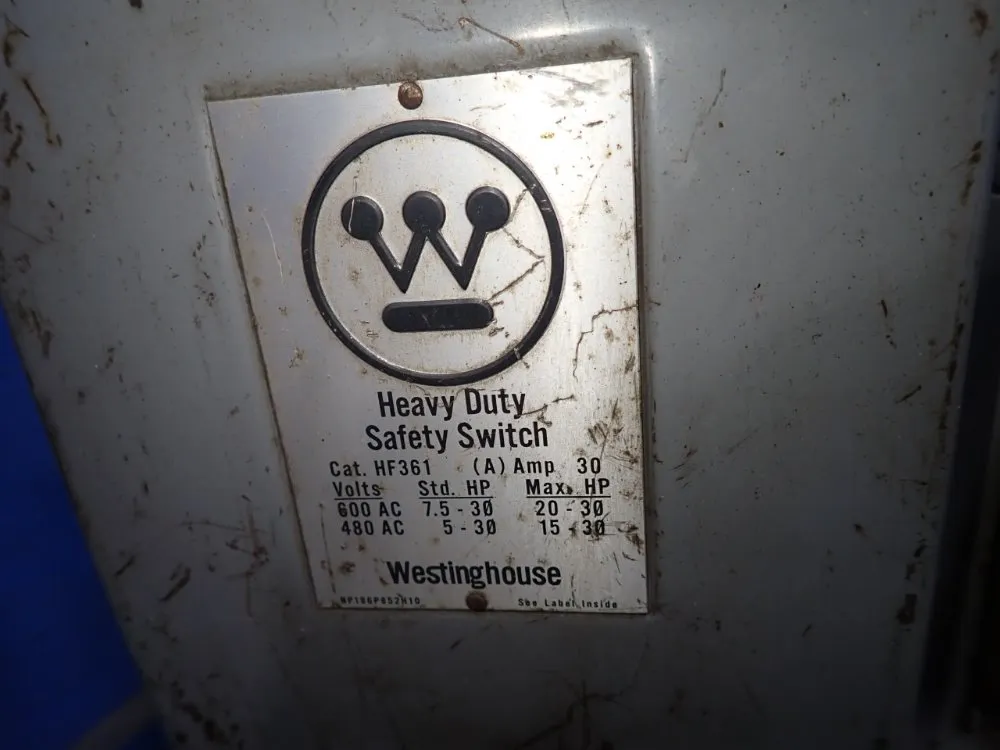 Heavy Duty
Safety Switch
Cat. HF361 (A) Amp 30
Volts Std. HP Max. HP
600 AC 7.5-30 20-30
480 AC 5-30 15-30
Westinghouse
See Label Inside